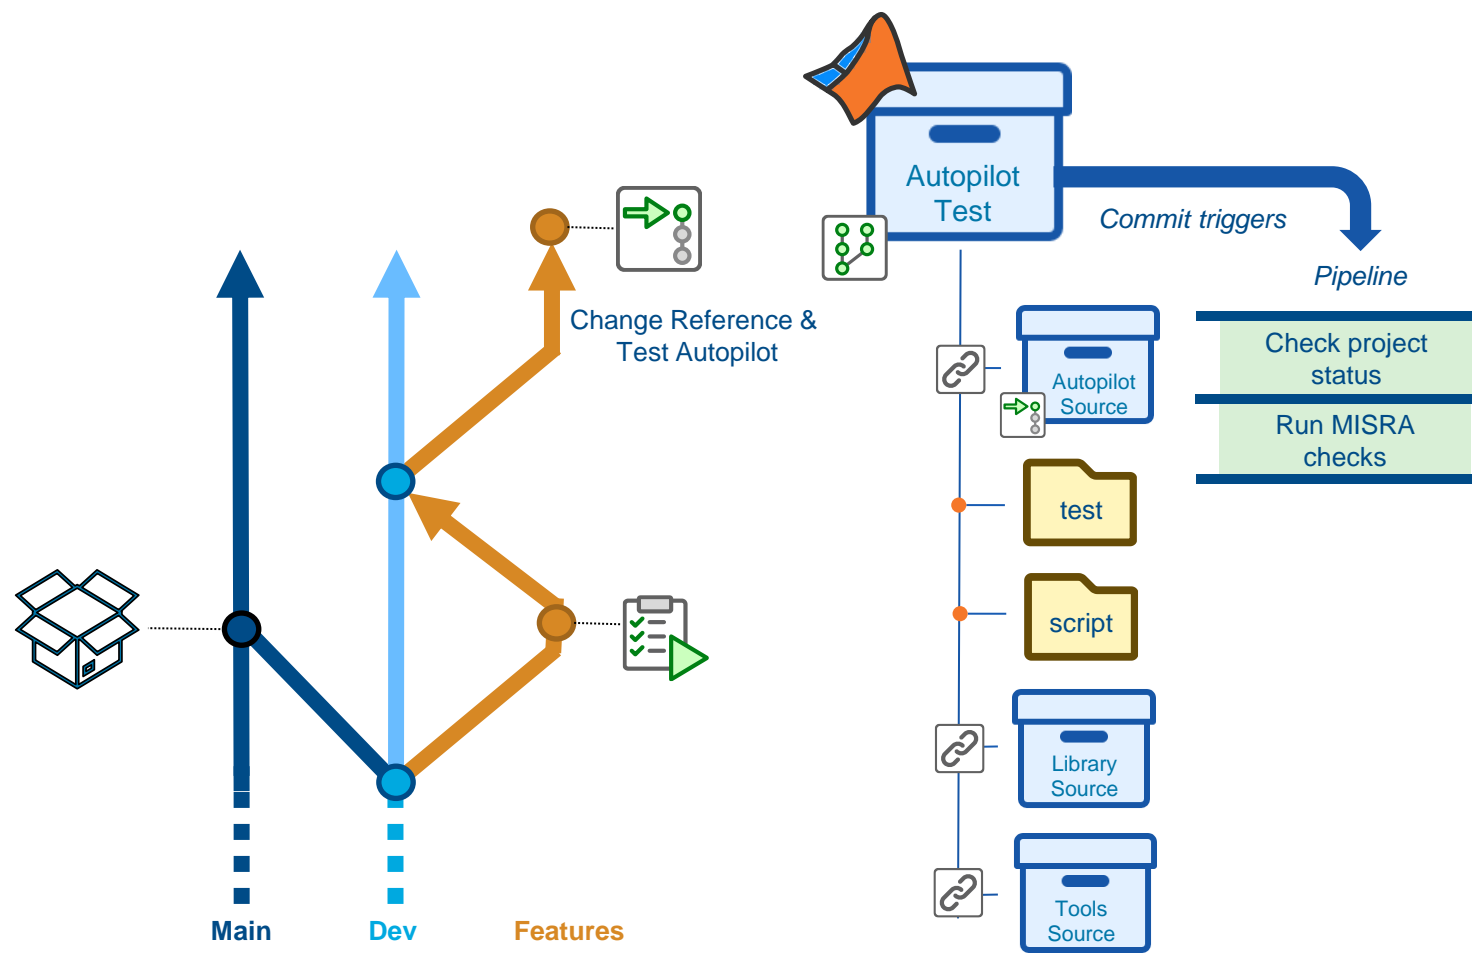 Autopilot
Test
Commit triggers
Pipeline
Change Reference &
Test Autopilot
Check project
status
Run MISRA
checks
Autopilot
Source
test
script
Library
Source
Tools
Source
Main
Dev
Features